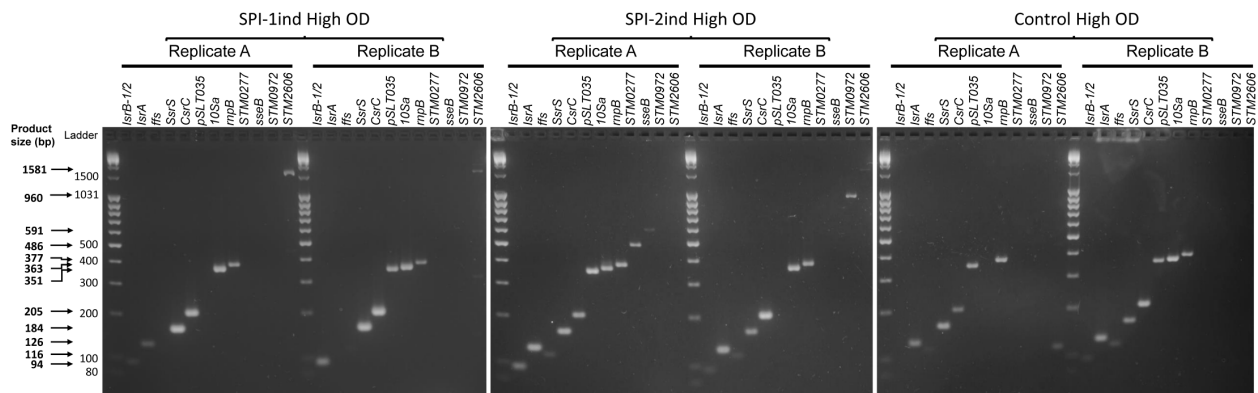 SPI-1ind High OD
SPI-2ind High OD
Control High OD
Replicate A
Replicate B
Replicate A
Replicate B
Replicate A
Replicate B
IsrB-1/2
IsrA
ffs
SsrS
CsrC
pSLT035
10Sa
rnpB
STM0277
sseB
STM0972
STM2606
IsrB-1/2
IsrA
ffs
SsrS
CsrC
pSLT035
10Sa
rnpB
STM0277
sseB
STM0972
STM2606
IsrB-1/2
IsrA
ffs
SsrS
CsrC
pSLT035
10Sa
rnpB
STM0277
sseB
STM0972
STM2606
IsrB-1/2
IsrA
ffs
SsrS
CsrC
pSLT035
10Sa
rnpB
STM0277
sseB
STM0972
STM2606
IsrB-1/2
IsrA
ffs
SsrS
CsrC
pSLT035
10Sa
rnpB
STM0277
sseB
STM0972
STM2606
IsrB-1/2
IsrA
ffs
SsrS
CsrC
pSLT035
10Sa
rnpB
STM0277
sseB
STM0972
STM2606
Product
size (bp)
Ladder
1581
1500
960
1031
591
486
500
377
400
363
351
300
205
200
184
126
116
100
94
80